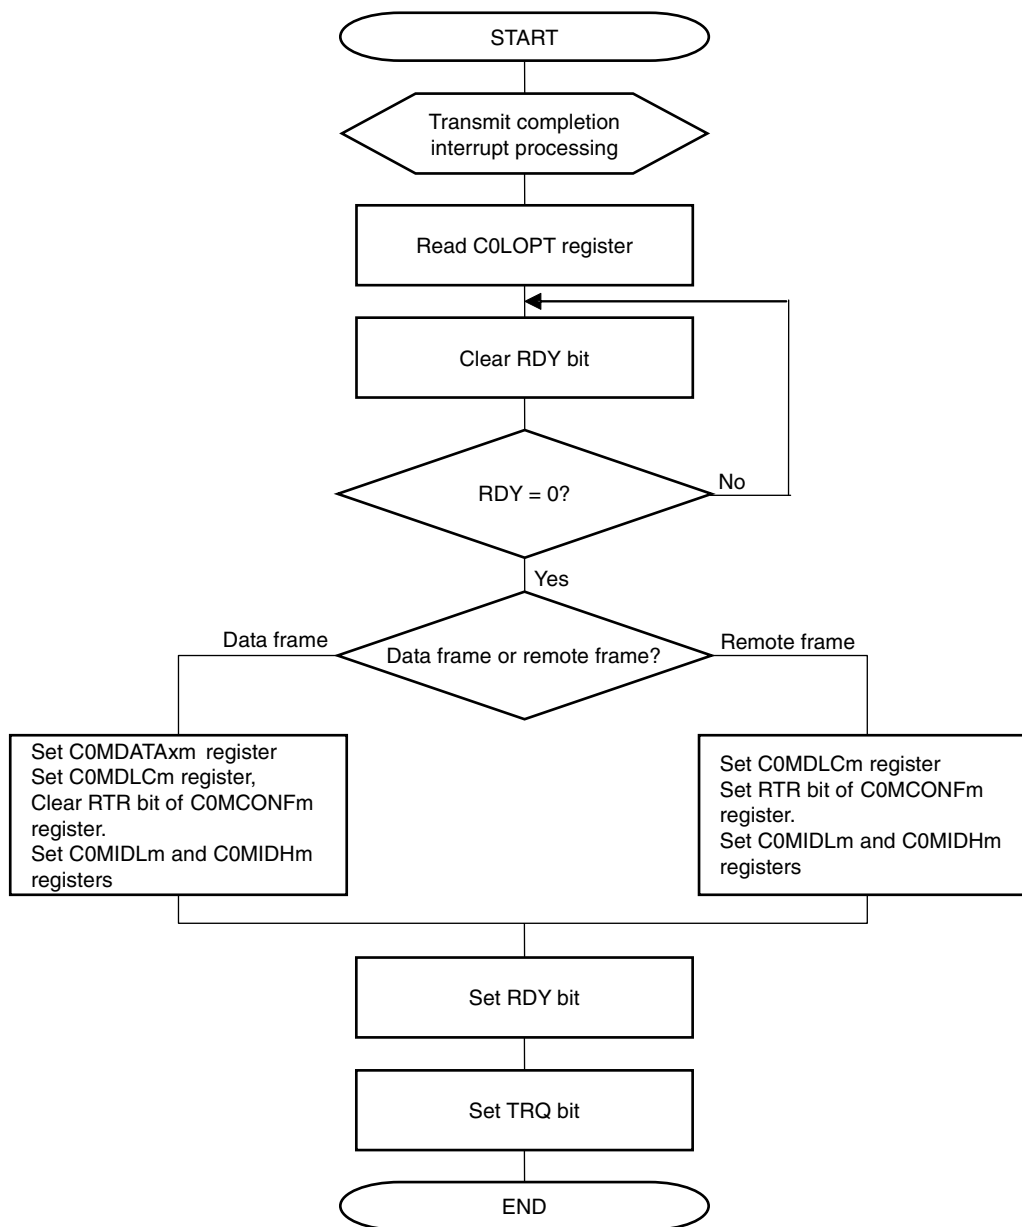 START
Transmit completion
interrupt processing
Read C0LOPT register
Clear RDY bit
RDY = 0?
No
Yes
Data frame
Data frame or remote frame?
Remote frame
Set C0MDATAxm register
Set C0MDLCm register,
Clear RTR bit of C0MCONFm
register.
Set C0MIDLm and C0MIDHm
registers
Set C0MDLCm register
Set RTR bit of C0MCONFm
register.
Set C0MIDLm and C0MIDHm
registers
Set RDY bit
Set TRQ bit
END